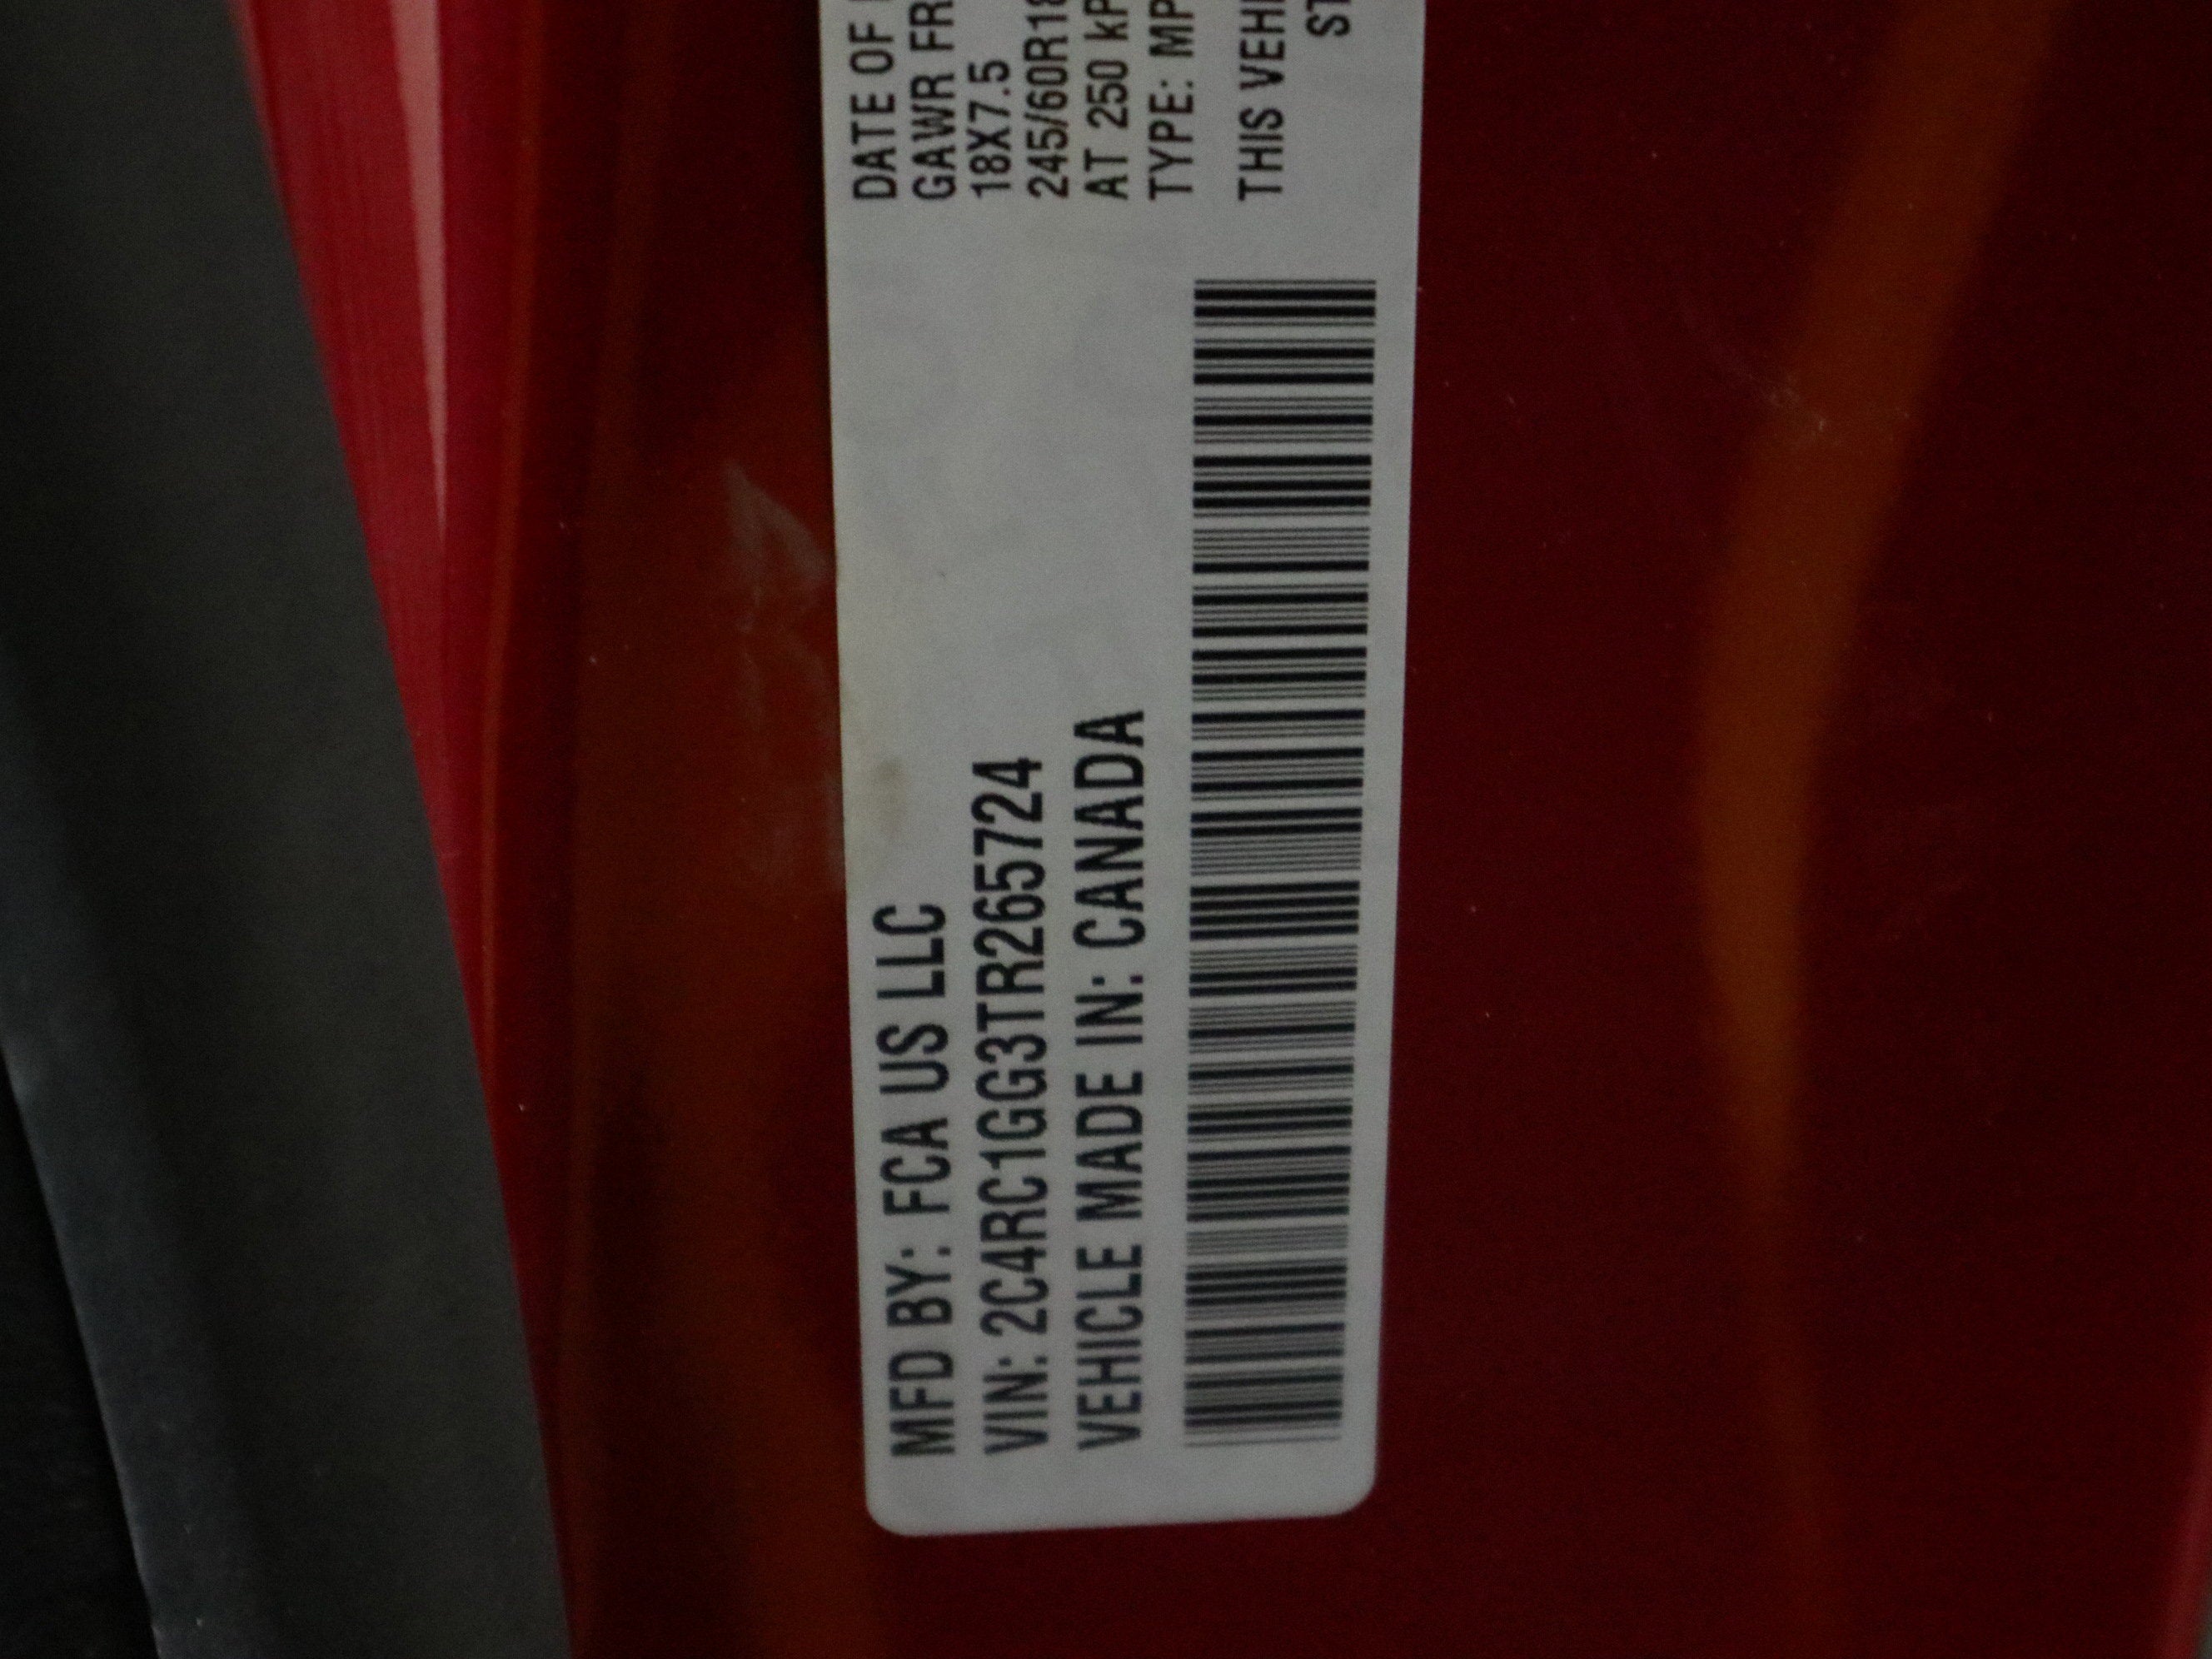 MFD BY: FCA US LLC
VIN: 2C4RC1GG3TR265724
VEHICLE MADE IN: CANADA
DATE OF
GAWR FR
18X7.5
245/60R18
AT 250 kP
TYPE: MP
THIS VEHI
ST